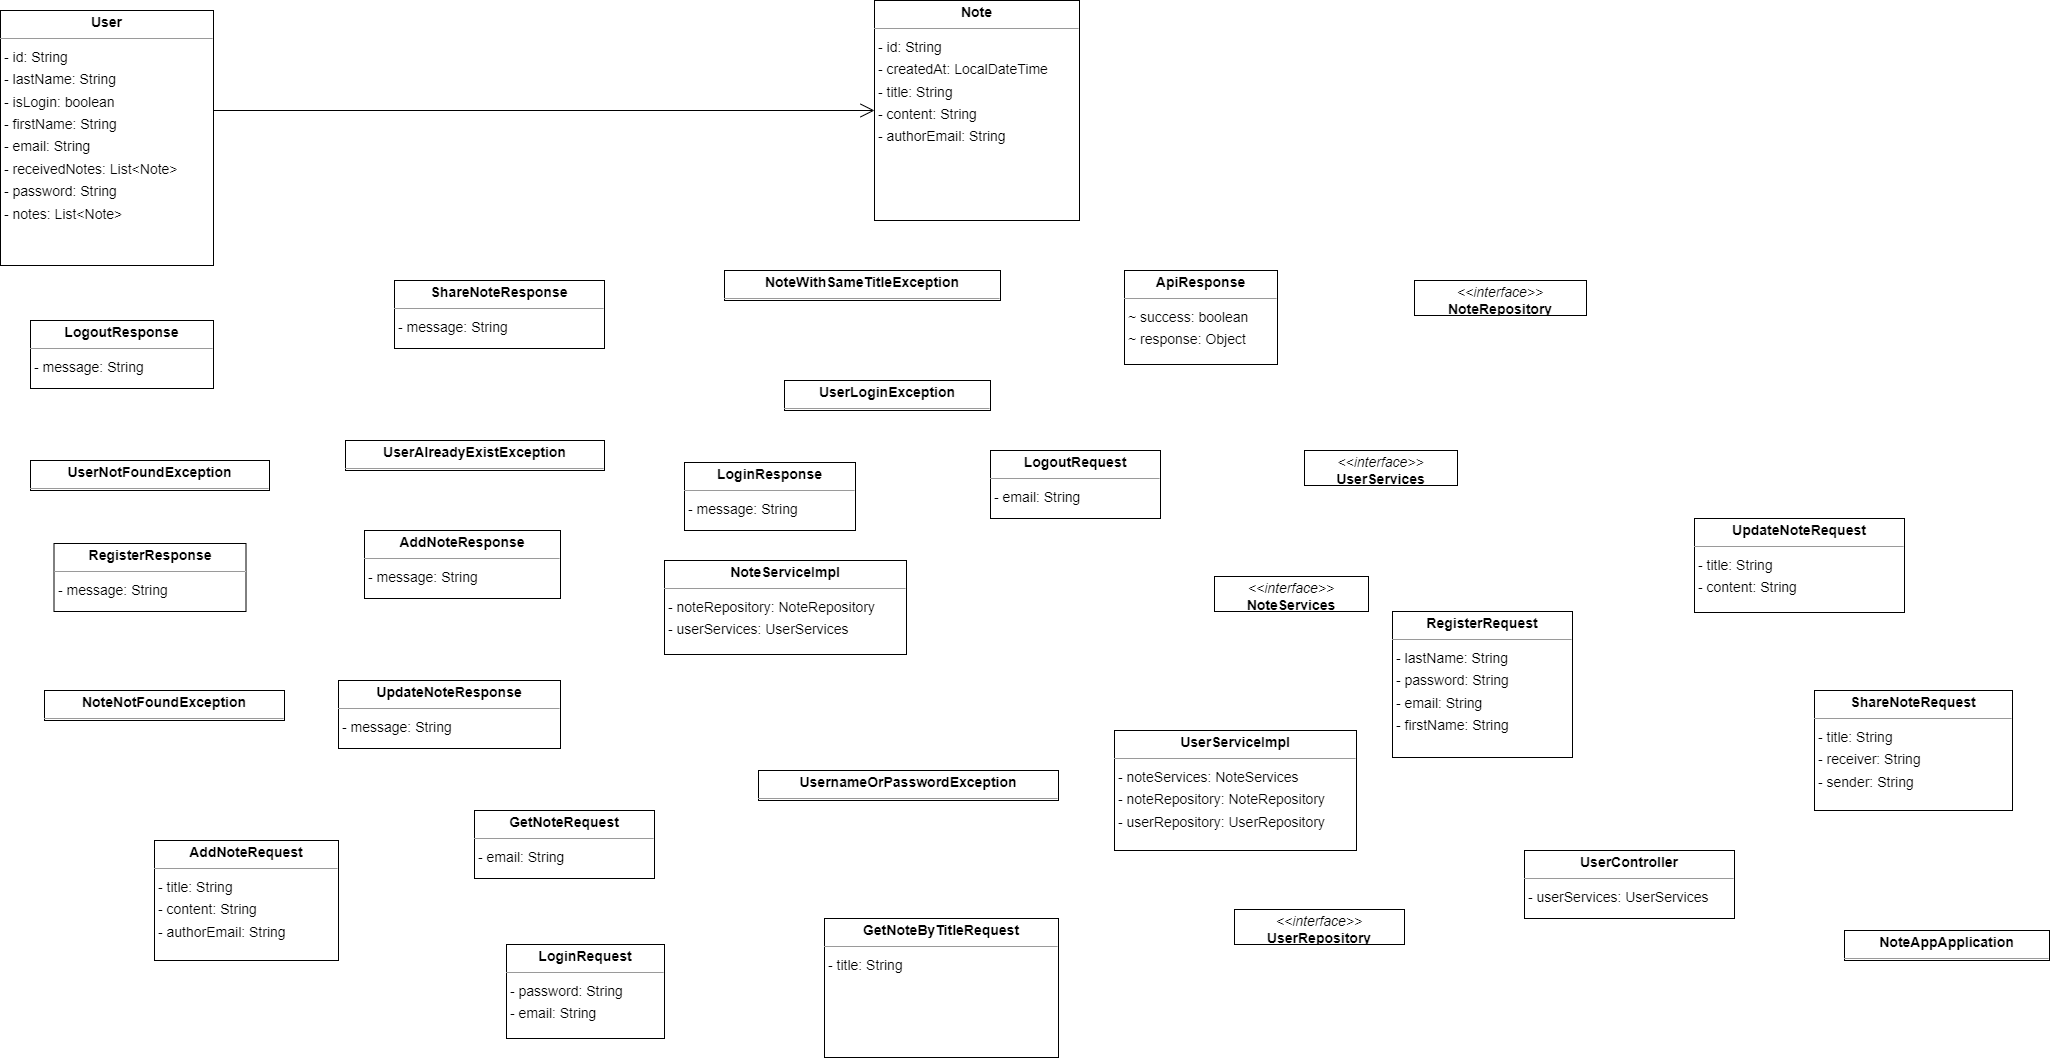 User
- id: String
- lastName: String
- isLogin: boolean
- firstName: String
- email: String
- receivedNotes: List<Note>
- password: String
- notes: List<Note>
Note
- id: String
- createdAt: LocalDateTime
- title: String
- content: String
- authorEmail: String
LogoutResponse
- message: String
ShareNoteResponse
- message: String
NoteWithSameTitleException
ApiResponse
~ success: boolean
~ response: Object
<<interface>>
NoteRepository
UserLoginException
UserNotFoundException
UserAlreadyExistException
LoginResponse
- message: String
LogoutRequest
- email: String
<<interface>>
UserServices
RegisterResponse
- message: String
AddNoteResponse
- message: String
NoteServiceImpl
- noteRepository: NoteRepository
- userServices: UserServices
<<interface>>
NoteServices
UpdateNoteRequest
- title: String
- content: String
RegisterRequest
- lastName: String
- password: String
- email: String
- firstName: String
NoteNotFoundException
UpdateNoteResponse
- message: String
ShareNoteRequest
- title: String
- receiver: String
- sender: String
UserServiceImpl
- noteServices: NoteServices
- noteRepository: NoteRepository
- userRepository: UserRepository
UsernameOrPasswordException
GetNoteRequest
- email: String
AddNoteRequest
- title: String
- content: String
- authorEmail: String
UserController
- userServices: UserServices
<<interface>>
UserRepository
GetNoteByTitleRequest
- title: String
NoteAppApplication
LoginRequest
- password: String
- email: String